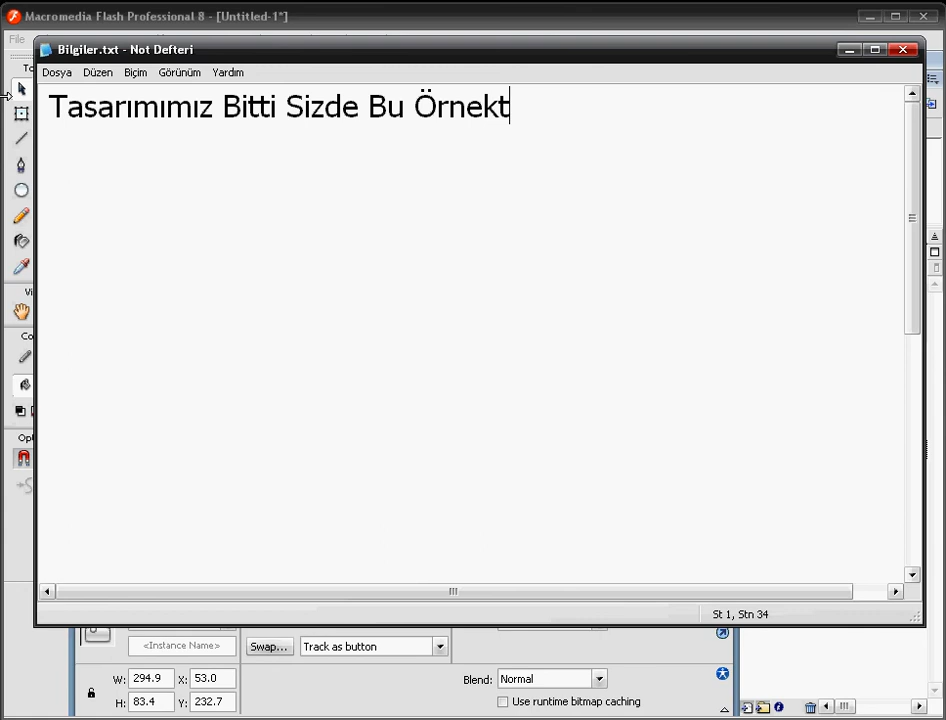 Macromedia Flash Professional 8 - [Untitled-1*]
File
Bilgiler.txt - Not Defteri
Dosya Düzen Biçim Görünüm Yardım
Tasarımımız Bitti Sizde Bu Örnekt
St 1, Stn 34
<Instance Name> Swap... Track as button
W: 294.9 X: 53.0 Blend: Normal
H: 83.4 Y: 232.7 Use runtime bitmap caching